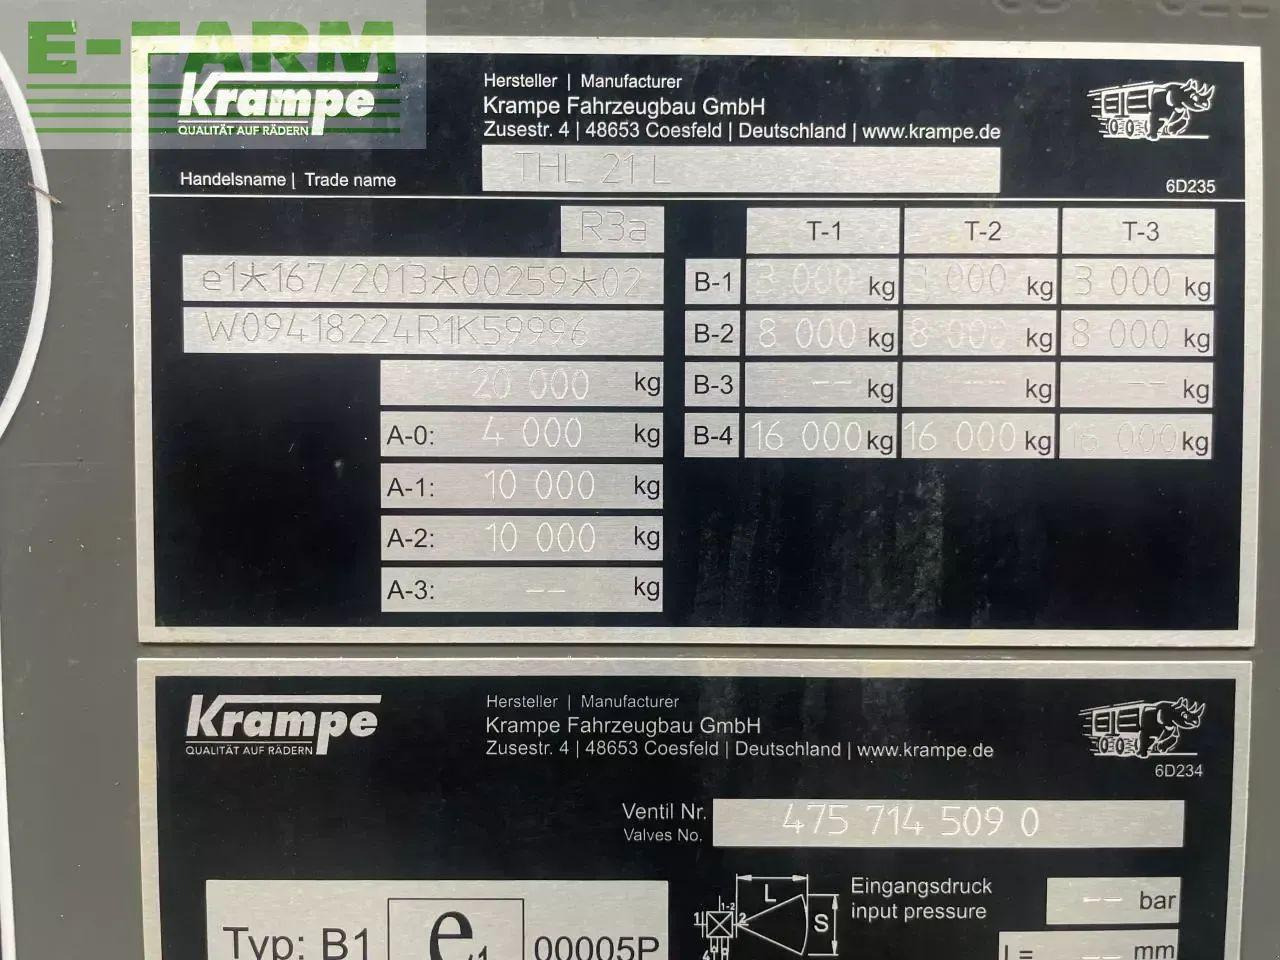 E-FARM
Krampe
QUALITÄT AUF RÄDERN
Hersteller | Manufacturer
Krampe Fahrzeugbau GmbH
Zusestr. 4 | 48653 Coesfeld | Deutschland | www.krampe.de
Handelsname | Trade name
THL 21 L
6D235
R3a
e1*167/2013*00259*02
W09418224R1K59996
20 000 kg
A-0: 4 000 kg
A-1: 10 000 kg
A-2: 10 000 kg
A-3: -- kg
T-1 T-2 T-3
B-1 3 000 kg 3 000 kg 3 000 kg
B-2 8 000 kg 8 000 kg 8 000 kg
B-3 -- kg -- kg -- kg
B-4 16 000 kg 16 000 kg 16 000 kg
Krampe
QUALITÄT AUF RÄDERN
Hersteller | Manufacturer
Krampe Fahrzeugbau GmbH
Zusestr. 4 | 48653 Coesfeld | Deutschland | www.krampe.de
6D234
Ventil Nr.
Valves No.
475 714 509 0
Typ: B1 e1 00005P
1-2
1 2
4
L
S
Eingangsdruck
input pressure
-- bar
L= -- mm